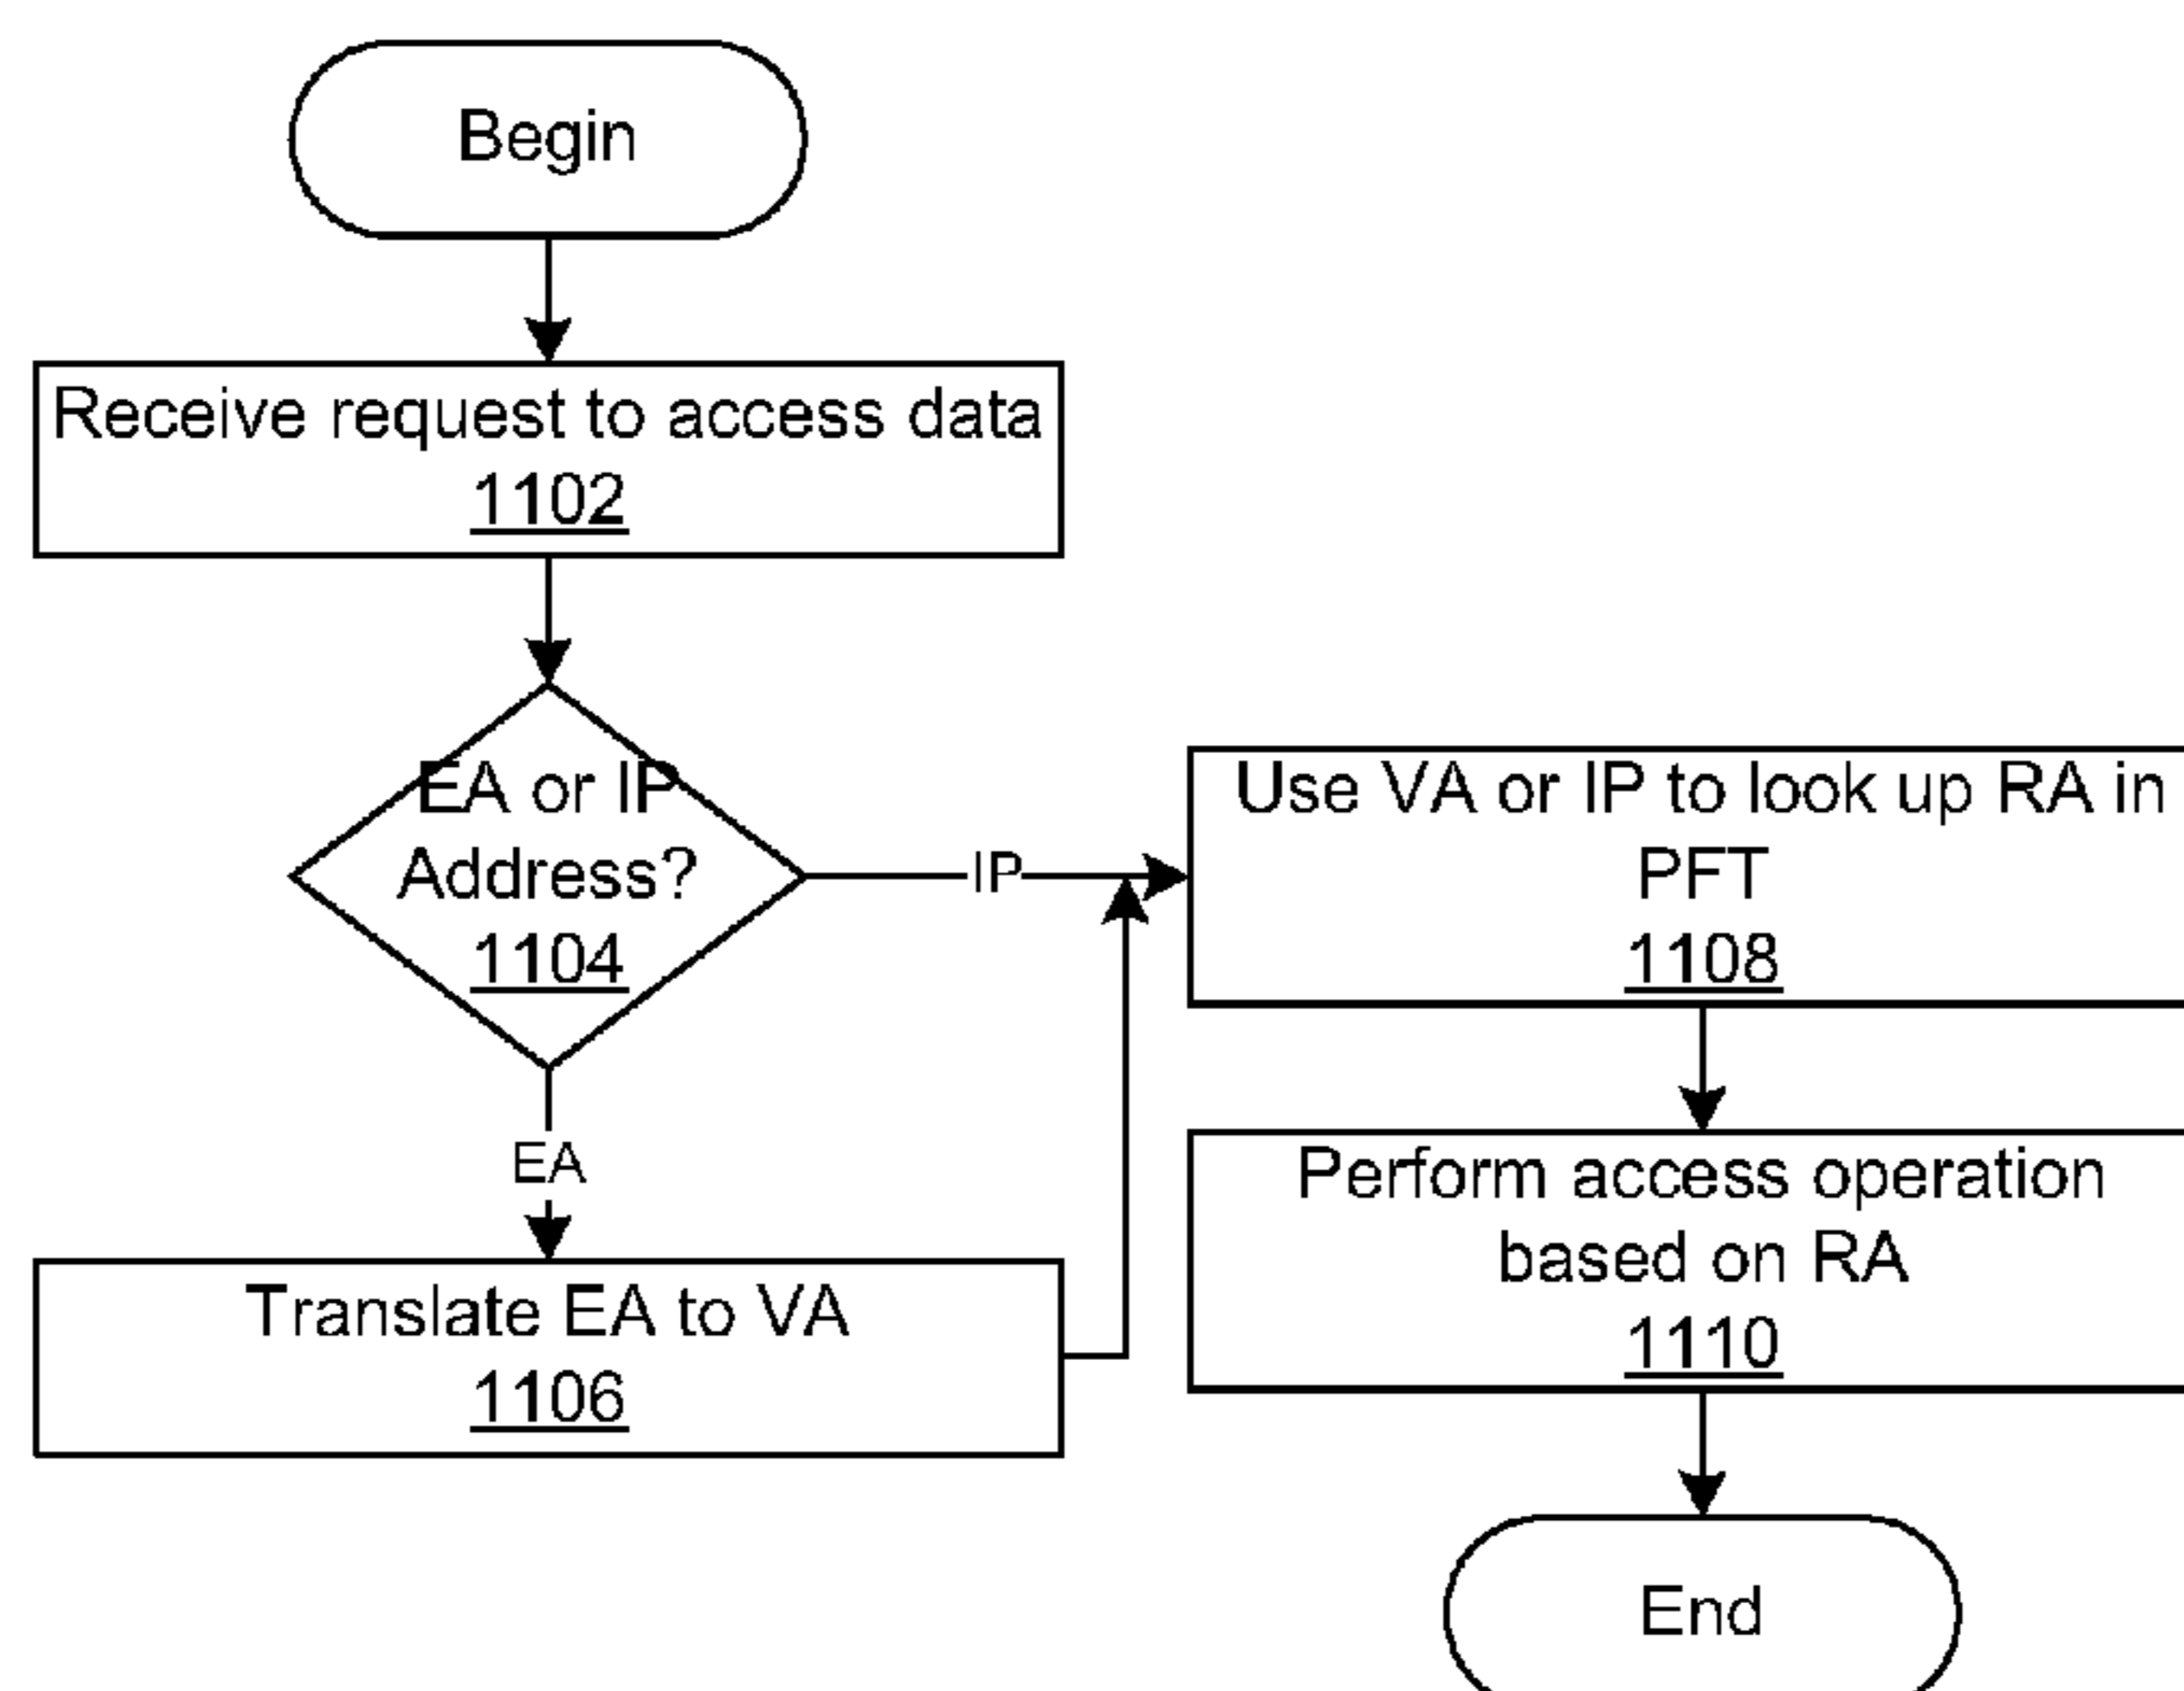 Begin
Receive request to access data
1102
EA or IP
Address?
1104
IP
EA
Translate EA to VA
1106
Use VA or IP to look up RA in
PFT
1108
Perform access operation
based on RA
1110
End